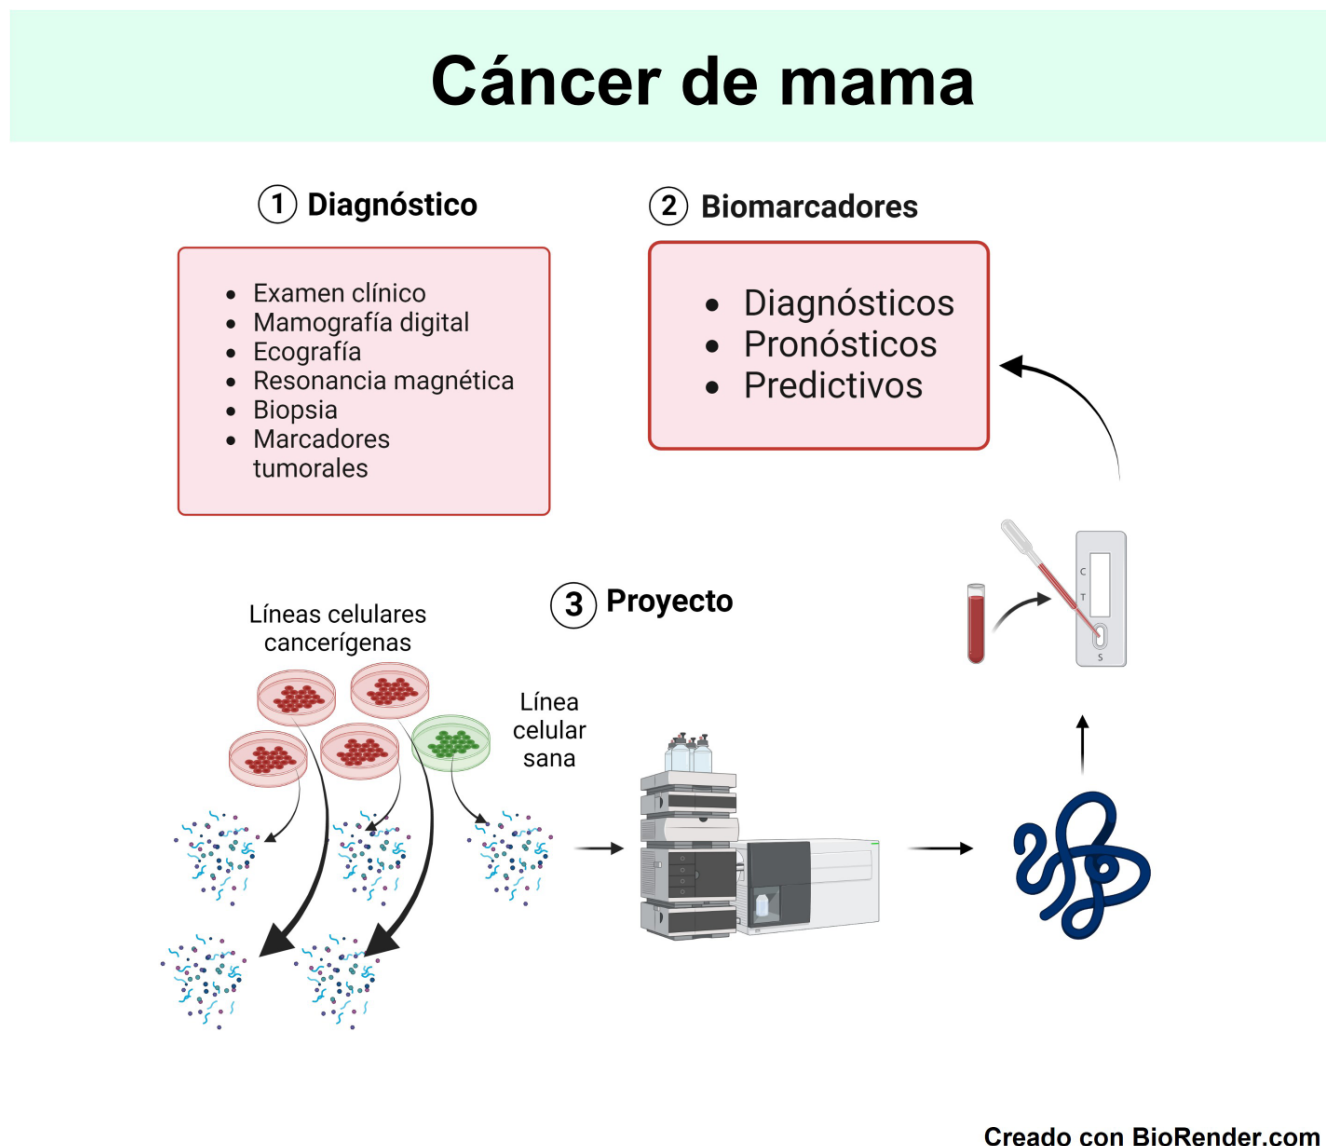 Cáncer de mama
1 Diagnóstico
• Examen clínico
• Mamografía digital
• Ecografía
• Resonancia magnética
• Biopsia
• Marcadores
tumorales
2 Biomarcadores
• Diagnósticos
• Pronósticos
• Predictivos
3 Proyecto
Líneas celulares
cancerígenas
Línea
celular
sana
C
T
S
Creado con BioRender.com